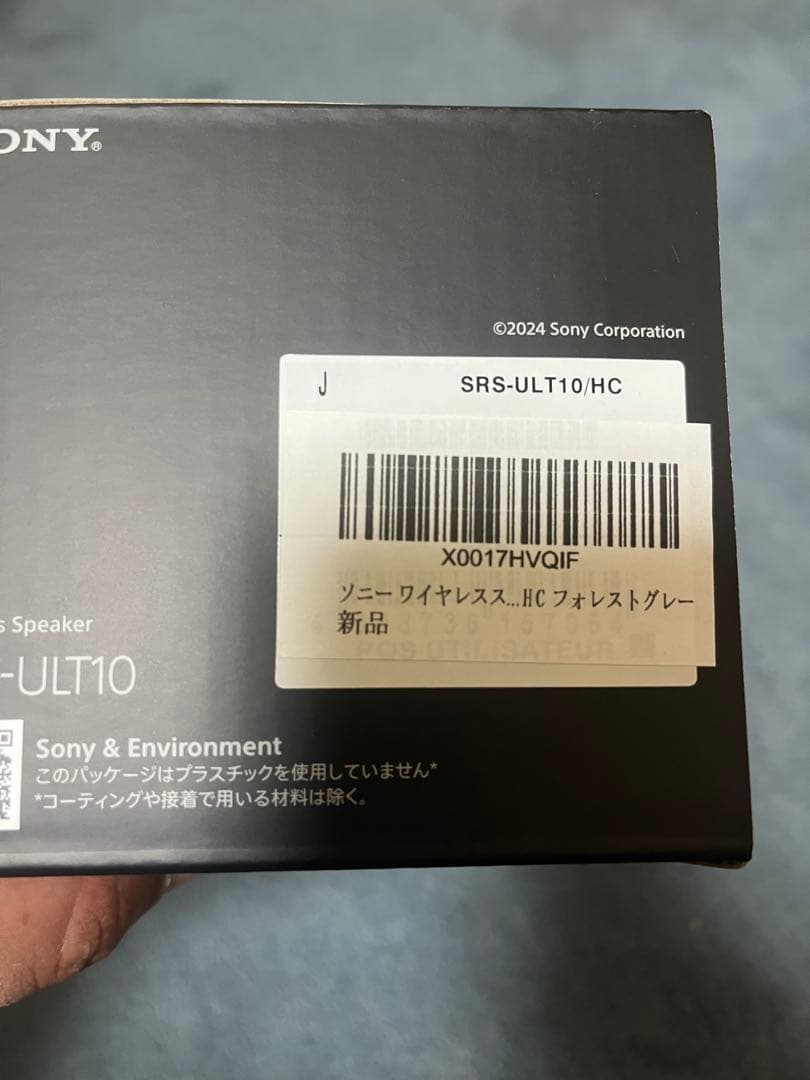 ONY®
©2024 Sony Corporation
J SRS-ULT10/HC
X0017HVQIF
ソニー ワイヤレスス...HC フォレストグレー
新品
POS UTILISATEUR
s Speaker
-ULT10
Sony & Environment
このパッケージはプラスチックを使用していません*
*コーティングや接着で用いる材料は除く。